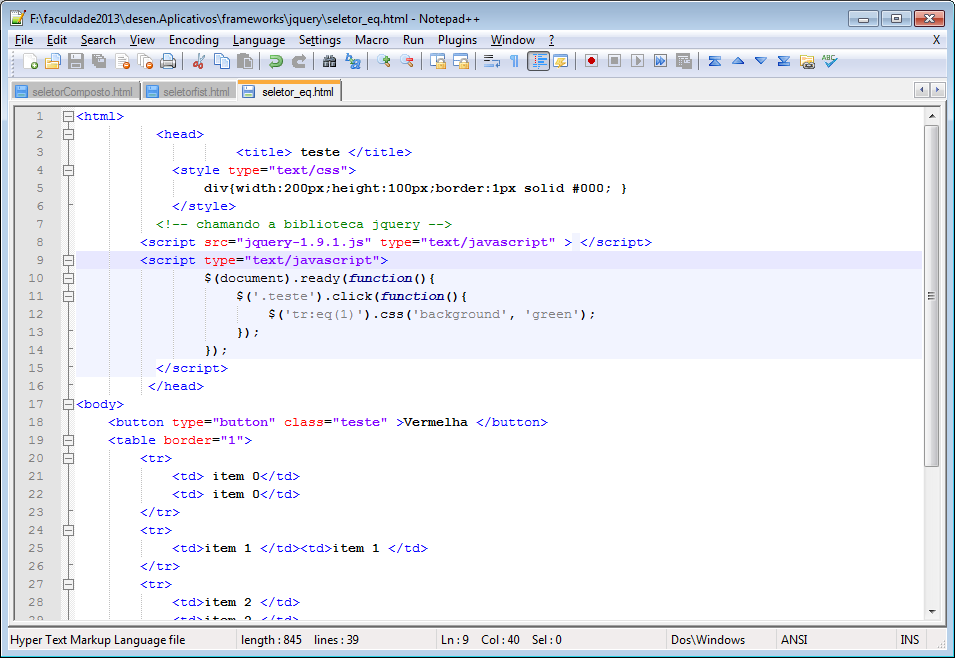 F:\faculdade2013\desen.Aplicativos\frameworks\jquery\seletor_eq.html - Notepad++
File Edit Search View Encoding Language Settings Macro Run Plugins Window ? X
seletorComposto.html seletorfist.html seletor_eq.html
1 <html>
2 <head>
3 <title> teste </title>
4 <style type="text/css">
5 div{width:200px;height:100px;border:1px solid #000; }
6 </style>
7 <!-- chamando a biblioteca jquery -->
8 <script src="jquery-1.9.1.js" type="text/javascript" > </script>
9 <script type="text/javascript">
10 $(document).ready(function(){
11 $('.teste').click(function(){
12 $('tr:eq(1)').css('background', 'green');
13 });
14 });
15 </script>
16 </head>
17 <body>
18 <button type="button" class="teste" >Vermelha </button>
19 <table border="1">
20 <tr>
21 <td> item 0</td>
22 <td> item 0</td>
23 </tr>
24 <tr>
25 <td>item 1 </td><td>item 1 </td>
26 </tr>
27 <tr>
28 <td>item 2 </td>
29 <td>item 2 </td>
Hyper Text Markup Language file length : 845 lines : 39 Ln : 9 Col : 40 Sel : 0 Dos\Windows ANSI INS